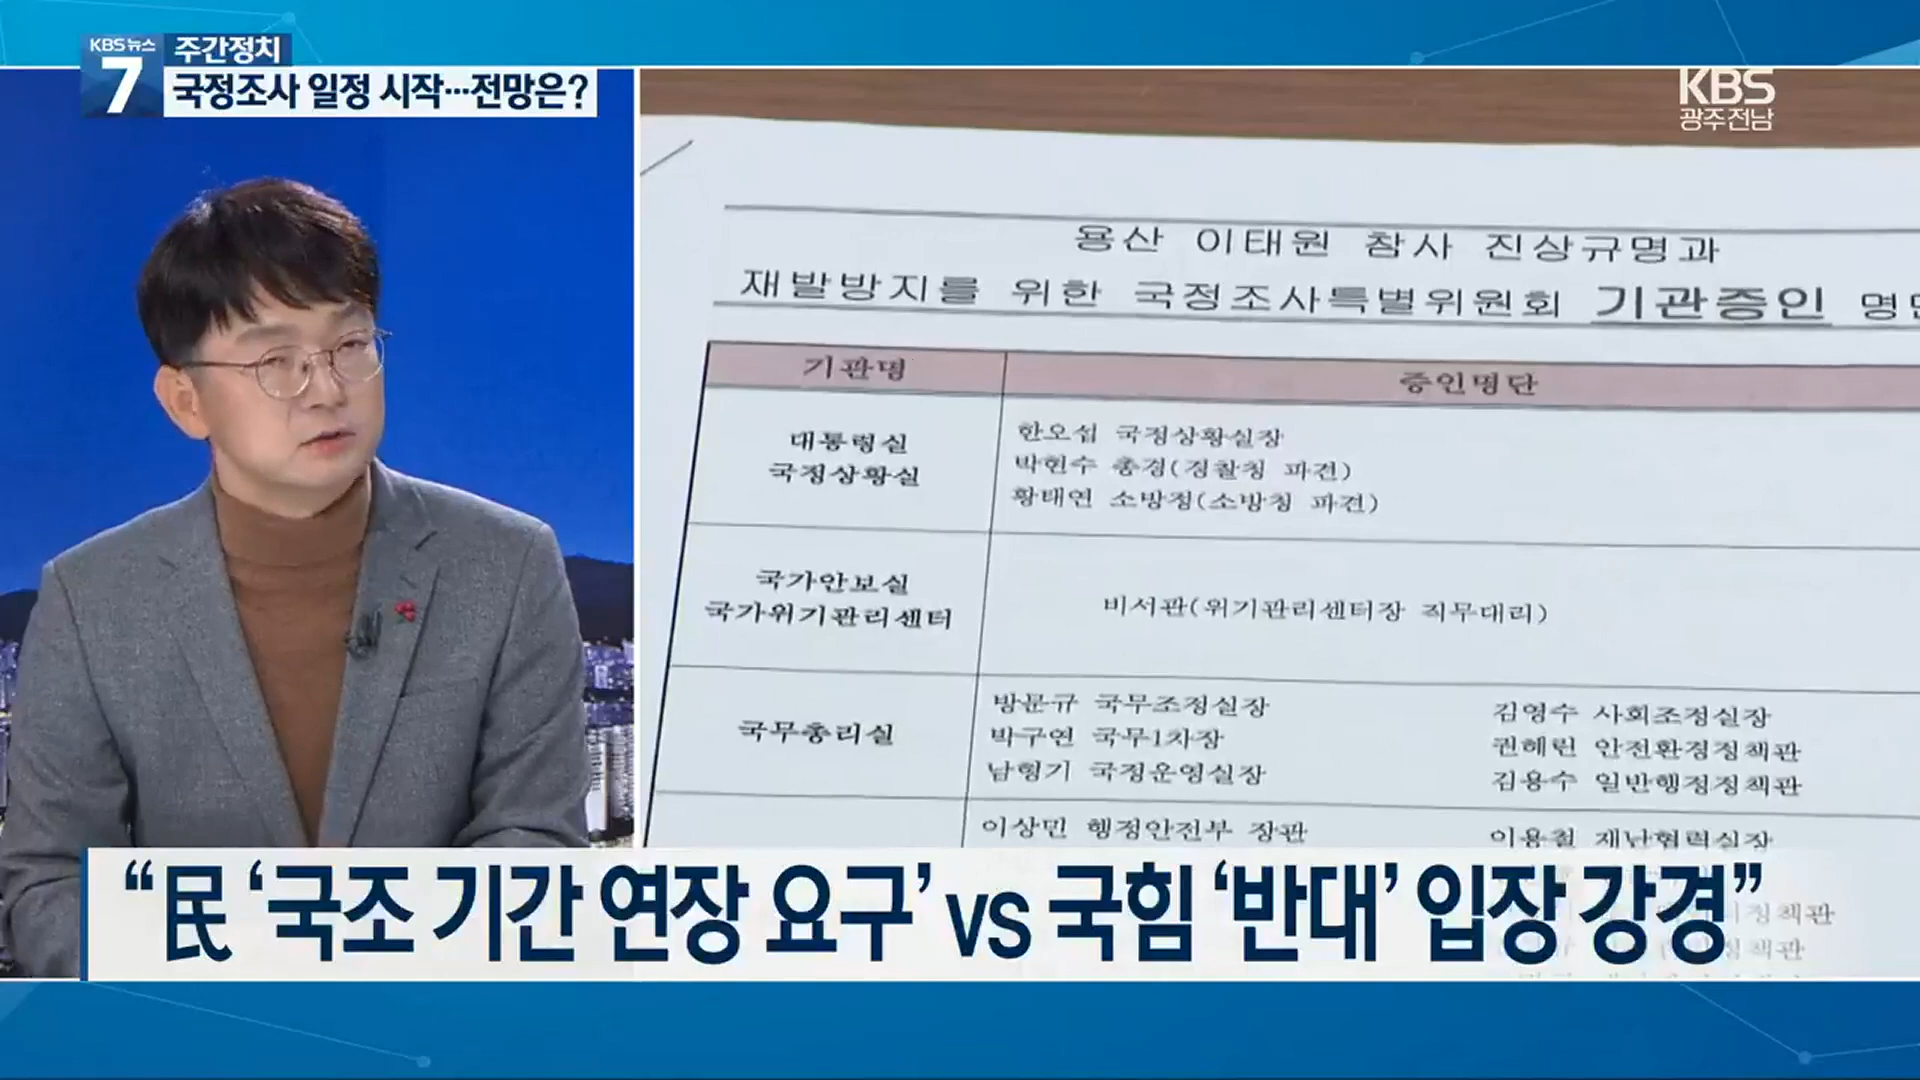 KBS 뉴스 7
주간정치
국정조사 일정 시작…전망은?
KBS
광주전남
용산 이태원 참사 진상규명과
재발방지를 위한 국정조사특별위원회 기관증인
기관명 증인명단
대통령실
국정상황실
한오섭 국정상황실장
박현수 총경(경찰청 파견)
황태연 소방정(소방청 파견)
국가안보실
국가위기관리센터
비서관(위기관리센터장 직무대리)
국무총리실
방문규 국무조정실장 김영수 사회조정실장
박구연 국무1차장 권혜린 안전환경정책관
남형기 국정운영실장 김용수 일반행정정책관
이상민 행정안전부 장관 이용철 재난협력실장
“民 ‘국조 기간 연장 요구’ vs 국힘 ‘반대’ 입장 강경”